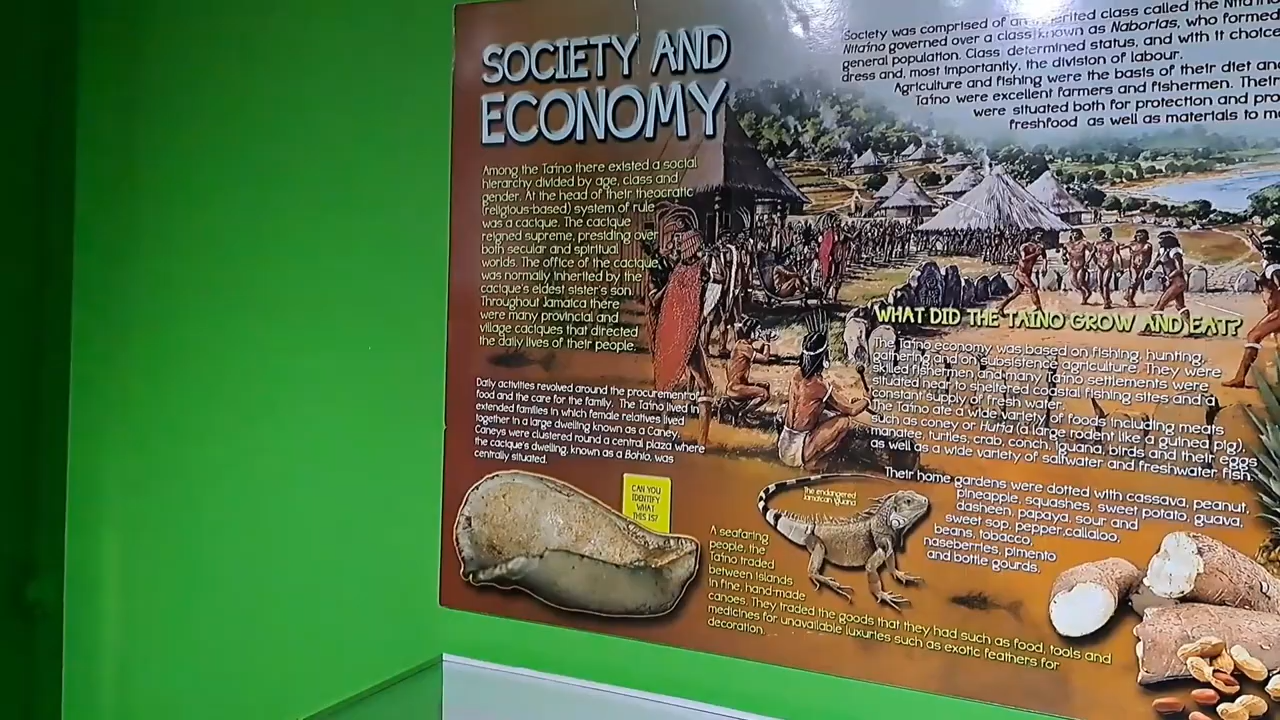 SOCIETY AND
ECONOMY
Among the Taíno there existed a social
hierarchy divided by age, class and
gender. At the head of their theocratic
(religious-based) system of rule
was a cacique. The cacique
reigned supreme, presiding over
both secular and spiritual
worlds. The office of the cacique
was normally inherited by the
cacique's eldest sister's son.
Throughout Jamaica there
were many provincial and
village caciques that directed
the daily lives of their people.
Daily activities revolved around the procurement of
food and the care for the family. The Taíno lived in
extended families in which female relatives lived
together in a large dwelling known as a Caney.
Caneys were clustered round a central plaza where
the cacique's dwelling, known as a Bohio, was
centrally situated.
CAN YOU
IDENTIFY
WHAT
THIS IS?
A seafaring
people, the
Taíno traded
between islands
in fine, hand-made
canoes. They traded the goods that they had such as food, tools and
medicines for unavailable luxuries such as exotic feathers for
decoration.
The endangered
Jamaican Iguana
Society was comprised of an inherited class called the
Nitaíno governed over a class known as Naborias, who formed
general population. Class determined status, and with it choice
dress and, most importantly, the division of labour.
Agriculture and fishing were the basis of their diet and
Taíno were excellent farmers and fishermen. Their
were situated both for protection and
freshfood as well as materials to
WHAT DID THE TAÍNO GROW AND EAT?
The Taíno economy was based on fishing, hunting,
gathering and on subsistence agriculture. They were
skilled fishermen and many Taíno settlements were
situated near to sheltered coastal fishing sites and a
constant supply of fresh water.
The Taíno ate a wide variety of foods including meats
such as coney or Hutia (a large rodent like a guinea pig),
manatee, turtles, crab, conch, iguana, birds and their eggs
as well as a wide variety of saltwater and freshwater fish.
Their home gardens were dotted with cassava, peanut,
pineapple, squashes, sweet potato, guava,
dasheen, papaya, sour and
sweet sop, pepper,callaloo,
beans, tobacco,
naseberries, pimento
and bottle gourds.